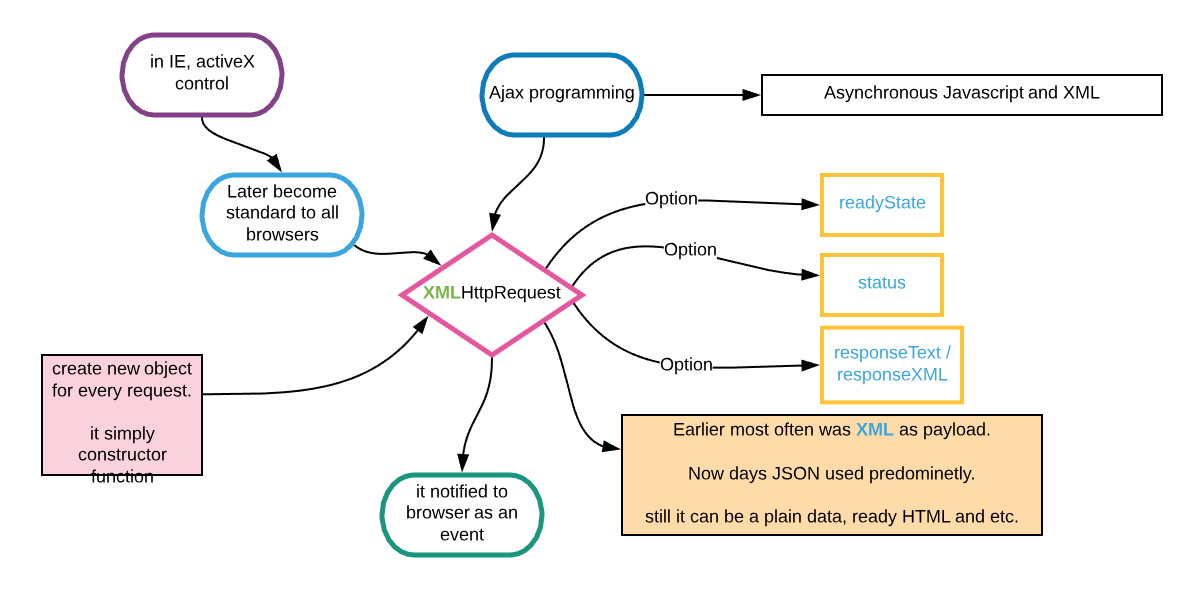 in IE, activeX
control
Ajax programming
Asynchronous Javascript and XML
Later become
standard to all
browsers
Option
readyState
Option
status
XMLHttpRequest
Option
responseText /
responseXML
create new object
for every request.
it simply
constructor
function
Earlier most often was XML as payload.
Now days JSON used predominetly.
still it can be a plain data, ready HTML and etc.
it notified to
browser as an
event